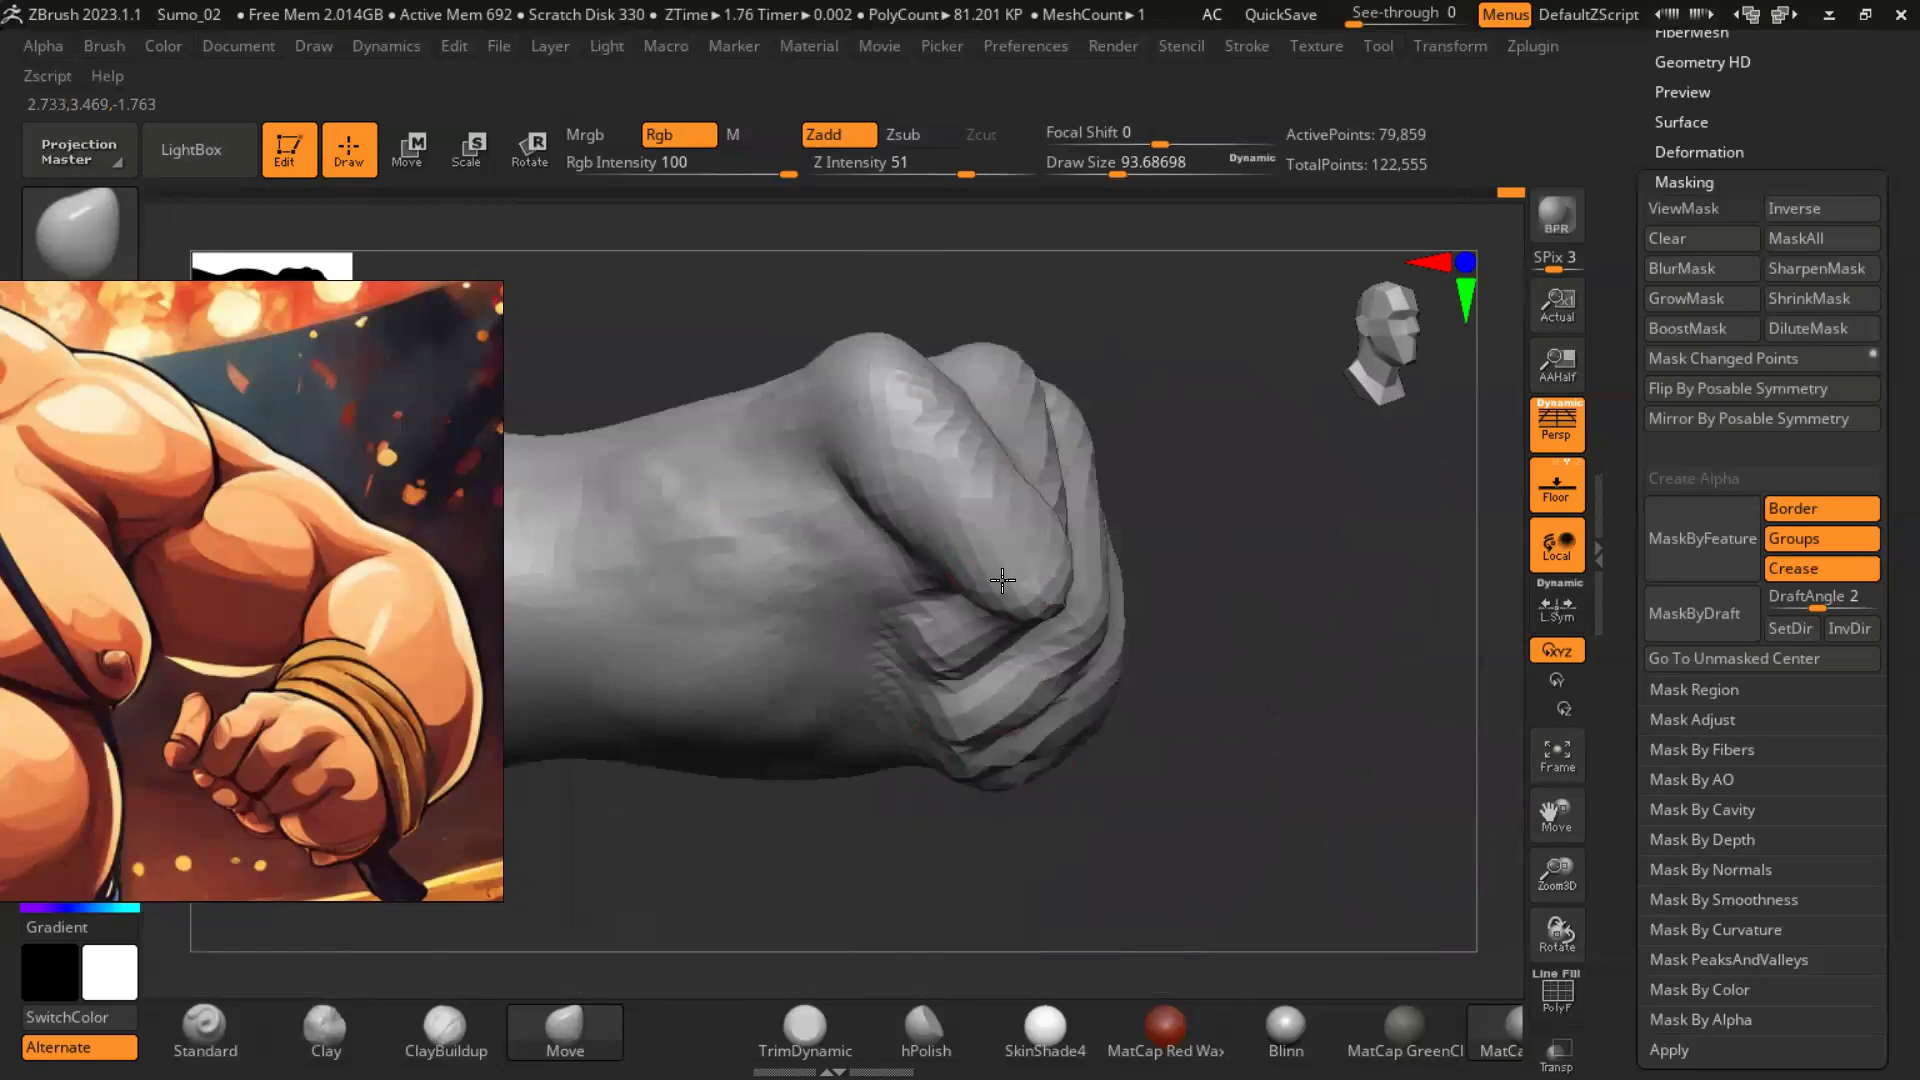 ZBrush 2023.1.1 Sumo_02 ● Free Mem 2.014GB ● Active Mem 692 ● Scratch Disk 330 ● ZTime►1.76 Timer►0.002 ● PolyCount►81.201 KP ● MeshCount►1 AC QuickSave See-through 0 Menus DefaultZScript
Alpha Brush Color Document Draw Dynamics Edit File Layer Light Macro Marker Material Movie Picker Preferences Render Stencil Stroke Texture Tool Transform Zplugin
Zscript Help
2.733,3.469,-1.763
Projection Master
LightBox
Edit
Draw
Move
Scale
Rotate
Mrgb Rgb M
Rgb Intensity 100
Zadd Zsub Zcut
Z Intensity 51
Focal Shift 0
Draw Size 93.68698 Dynamic
ActivePoints: 79,859
TotalPoints: 122,555
BPR
SPix 3
Actual
AAHalf
Dynamic
Persp
Floor
Local
Dynamic
L.Sym
XYZ
Y
Z
Frame
Move
Zoom3D
Rotate
Line Fill
PolyF
Transp
FiberMesh
Geometry HD
Preview
Surface
Deformation
Masking
ViewMask Inverse
Clear MaskAll
BlurMask SharpenMask
GrowMask ShrinkMask
BoostMask DiluteMask
Mask Changed Points
Flip By Posable Symmetry
Mirror By Posable Symmetry
Create Alpha
MaskByFeature
Border
Groups
Crease
MaskByDraft
DraftAngle 2
SetDir InvDir
Go To Unmasked Center
Mask Region
Mask Adjust
Mask By Fibers
Mask By AO
Mask By Cavity
Mask By Depth
Mask By Normals
Mask By Smoothness
Mask By Curvature
Mask PeaksAndValleys
Mask By Color
Mask By Alpha
Apply
Gradient
SwitchColor
Alternate
Standard Clay ClayBuildup Move TrimDynamic hPolish SkinShade4 MatCap Red Wax Blinn MatCap GreenCl MatCa